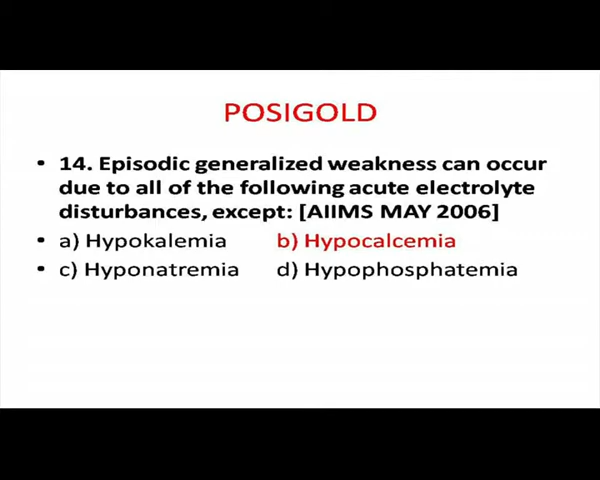 POSIGOLD
• 14. Episodic generalized weakness can occur
due to all of the following acute electrolyte
disturbances, except: [AIIMS MAY 2006]
• a) Hypokalemia b) Hypocalcemia
• c) Hyponatremia d) Hypophosphatemia